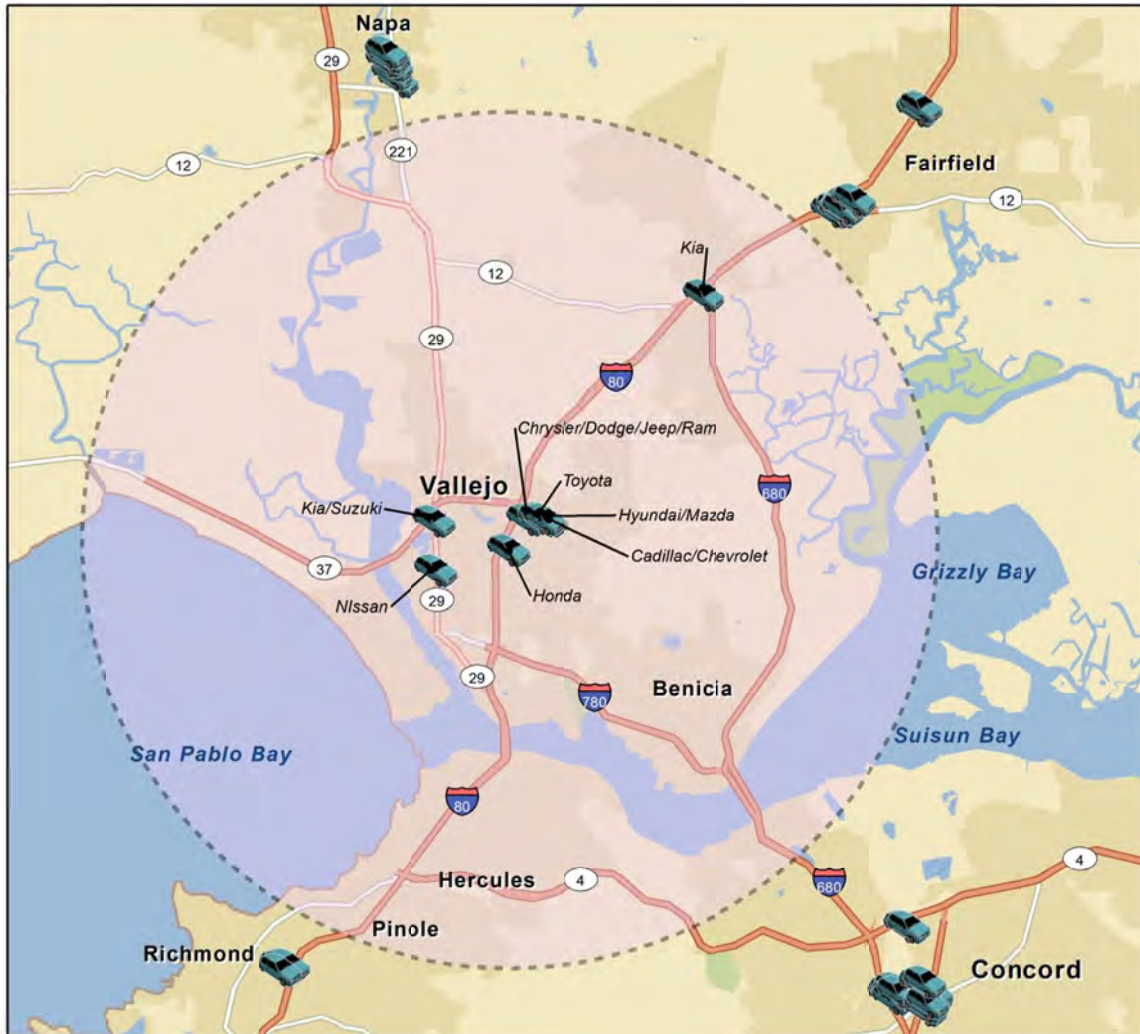 Napa
29
221
12
Fairfield
12
Kia
12
29
80
Chrysler/Dodge/Jeep/Ram
Vallejo
Toyota
680
Kia/Suzuki
Hyundai/Mazda
Cadillac/Chevrolet
37
Grizzly Bay
NIssan
29
Honda
29
Benicia
780
Suisun Bay
San Pablo Bay
80
4
Hercules
4
680
Pinole
Richmond
Concord